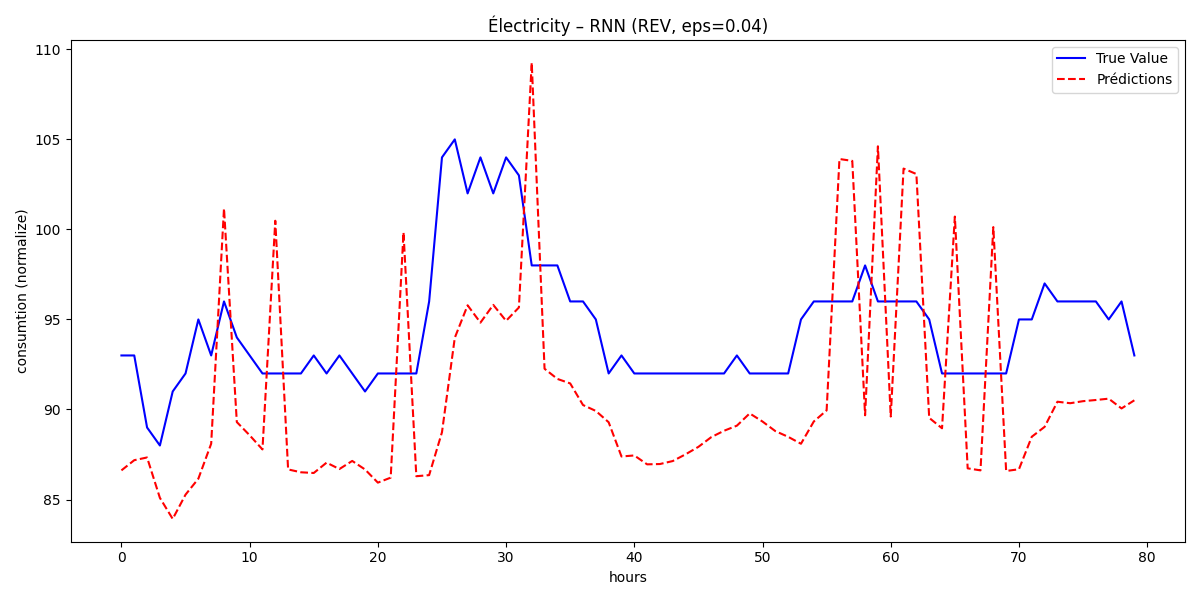 Électricity – RNN (REV, eps=0.04)
110
105
100
95
90
85
consumtion (normalize)
True Value
Prédictions
0 10 20 30 40 50 60 70 80
hours